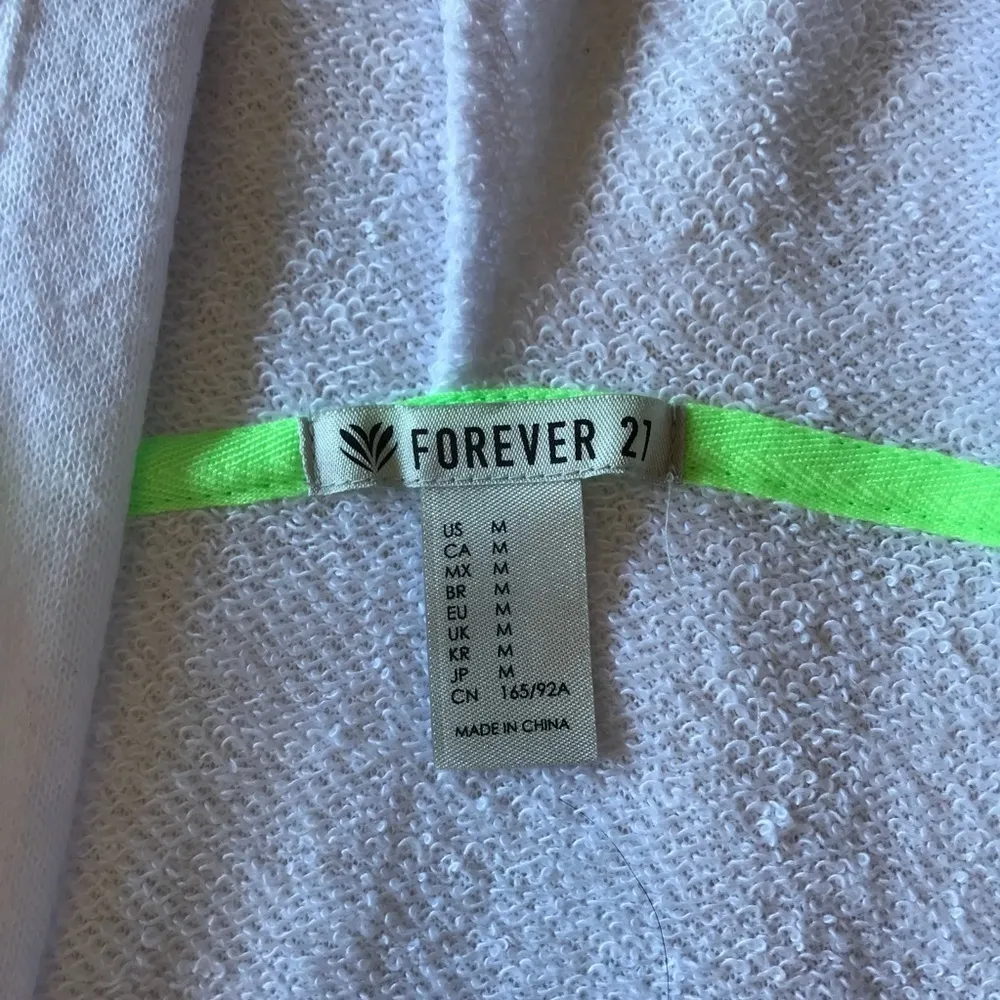 FOREVER 21
US M
CA M
MX M
BR M
EU M
UK M
KR M
JP M
CN 165/92A
MADE IN CHINA